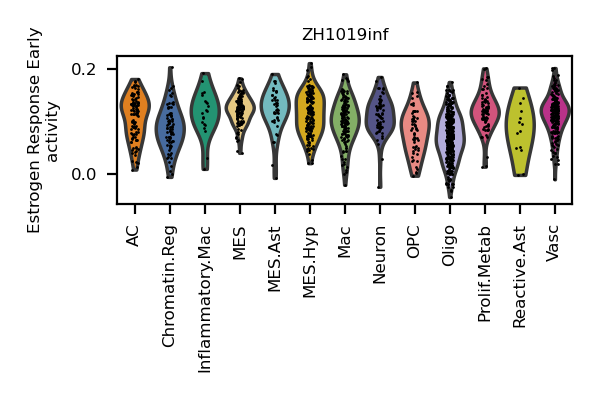 ZH1019inf
Estrogen Response Early
activity
0.2
0.0
AC
Chromatin.Reg
Inflammatory.Mac
MES
MES.Ast
MES.Hyp
Mac
Neuron
OPC
Oligo
Prolif.Metab
Reactive.Ast
Vasc